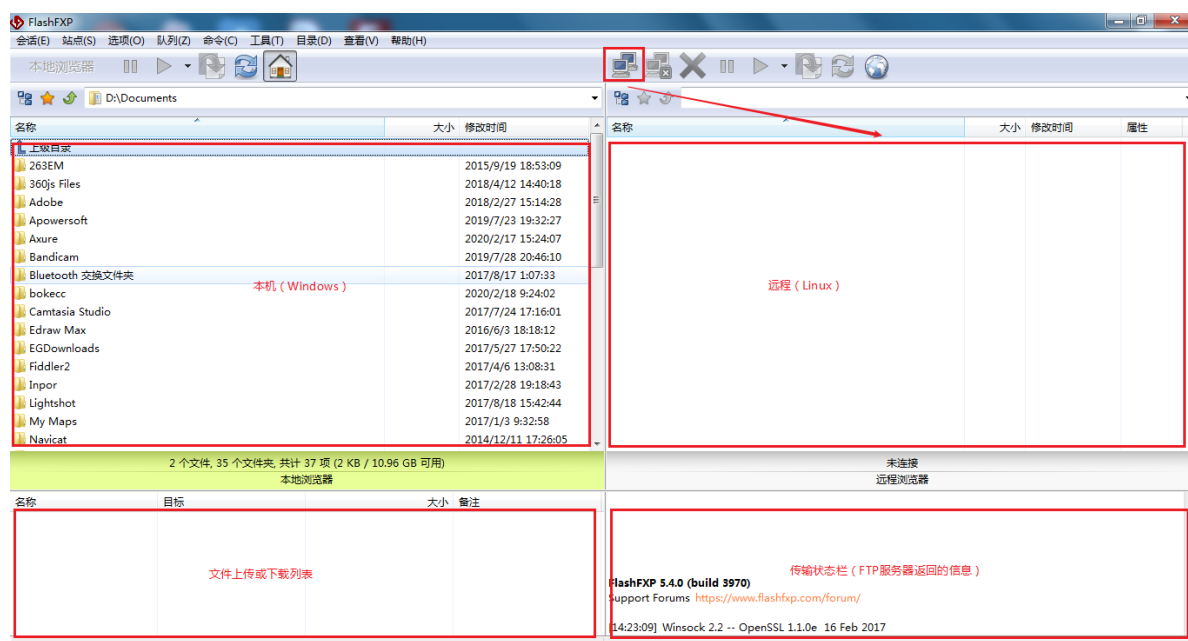 FlashFXP
会话(E) 站点(S) 选项(O) 队列(Z) 命令(C) 工具(T) 目录(D) 查看(V) 帮助(H)
本地浏览器
D:\Documents
名称 大小 修改时间
上级目录
263EM 2015/9/19 18:53:09
360js Files 2018/4/12 14:40:18
Adobe 2018/2/27 15:14:28
Apowersoft 2019/7/23 19:32:27
Axure 2020/2/17 15:24:07
Bandicam 2019/7/28 20:46:10
Bluetooth 交换文件夹 2017/8/17 1:07:33
bokecc 2020/2/18 9:24:02
Camtasia Studio 2017/7/24 17:16:01
Edraw Max 2016/6/3 18:18:12
EGDownloads 2017/5/27 17:50:22
Fiddler2 2017/4/6 13:08:31
Inpor 2017/2/28 19:18:43
Lightshot 2017/8/18 15:42:44
My Maps 2017/1/3 9:32:58
Navicat 2014/12/11 17:26:05
本机（Windows）
2 个文件, 35 个文件夹, 共计 37 项 (2 KB / 10.96 GB 可用)
本地浏览器
名称 大小 修改时间 属性
远程（Linux）
未连接
远程浏览器
名称 目标 大小 备注
文件上传或下载列表
传输状态栏（FTP服务器返回的信息）
FlashFXP 5.4.0 (build 3970)
Support Forums https://www.flashfxp.com/forum/
[14:23:09] Winsock 2.2 -- OpenSSL 1.1.0e 16 Feb 2017